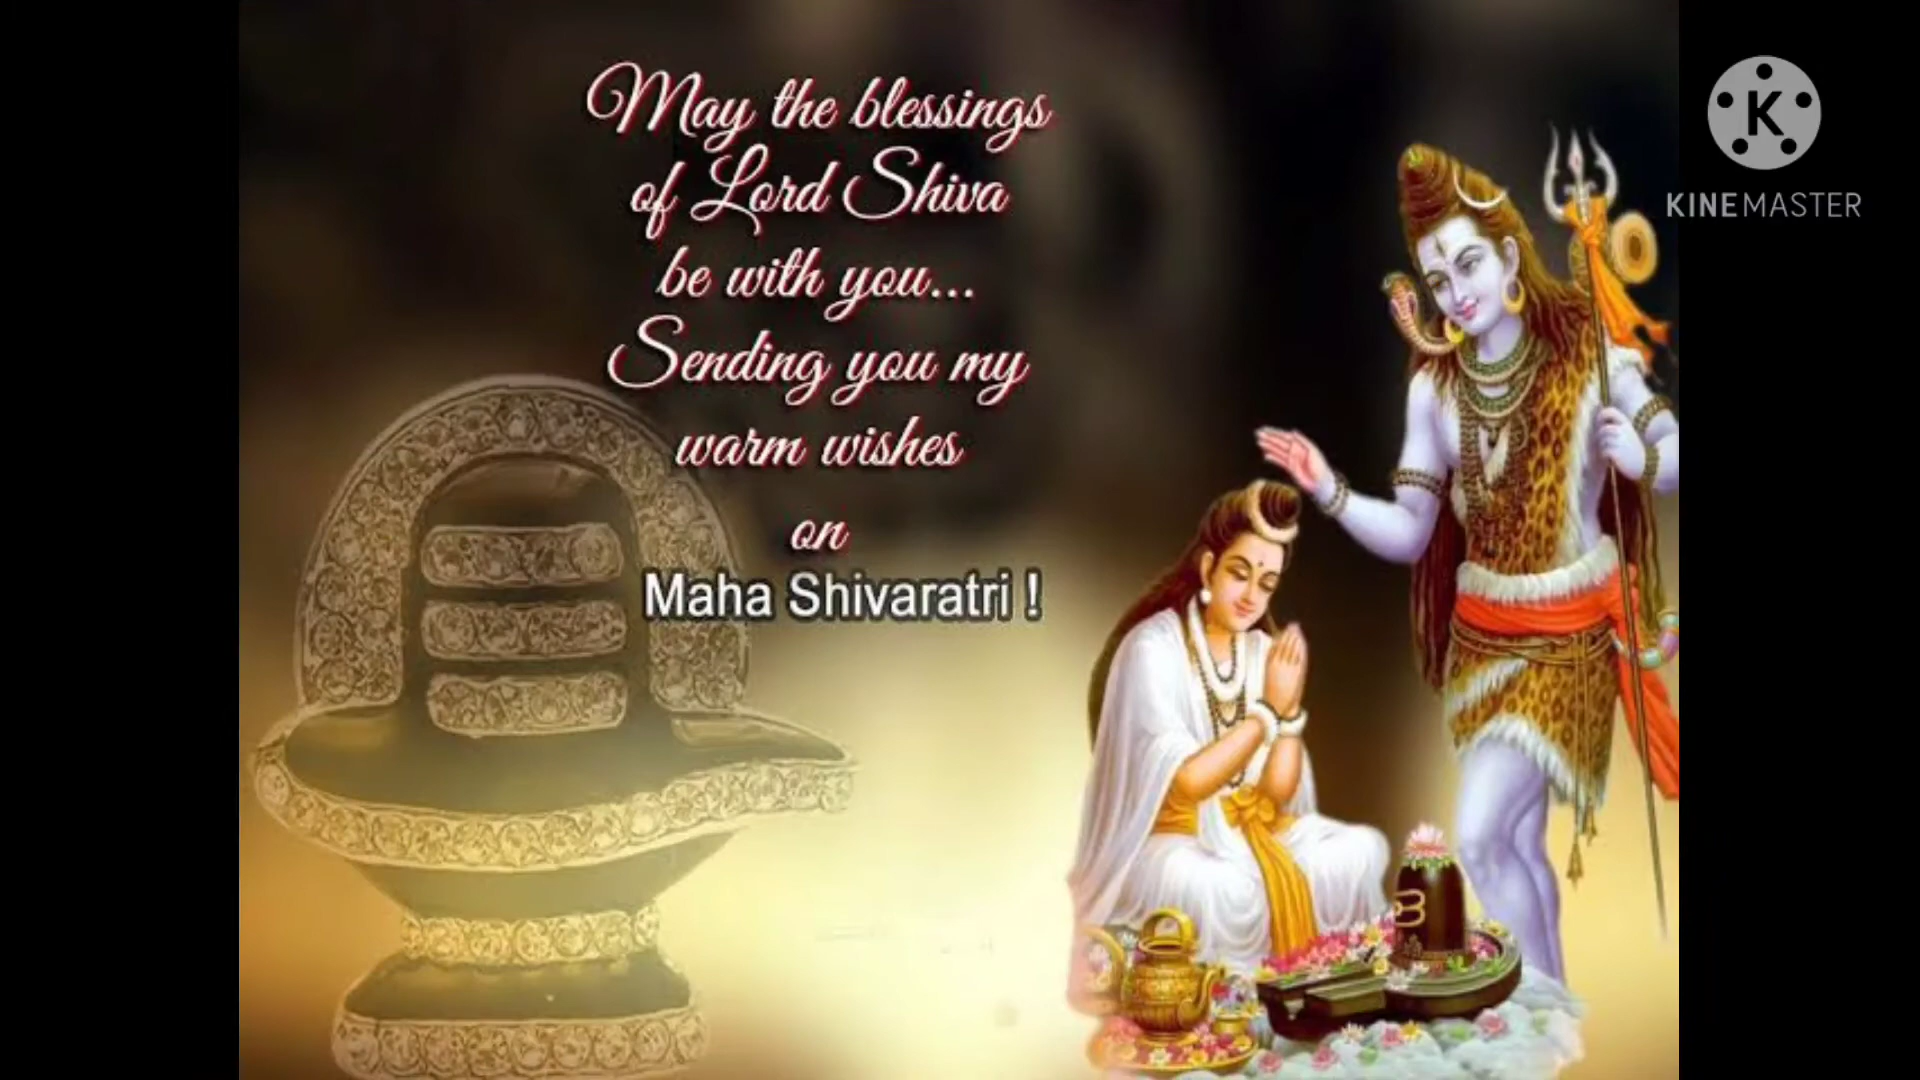 May the blessings
of Lord Shiva
be with you...
Sending you my
warm wishes
on
Maha Shivaratri !
K
KINEMASTER